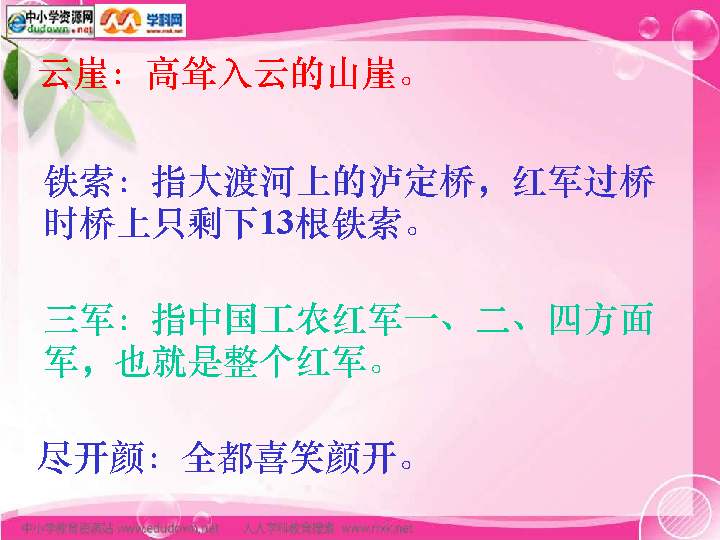 中小学资源网
edudown.net
学科网
www.nxk.net
云崖：高耸入云的山崖。
铁索：指大渡河上的泸定桥，红军过桥
时桥上只剩下13根铁索。
三军：指中国工农红军一、二、四方面
军，也就是整个红军。
尽开颜：全都喜笑颜开。
中小学教育资源站 www.edudown.net 人人学科教育搜索 www.nxk.net